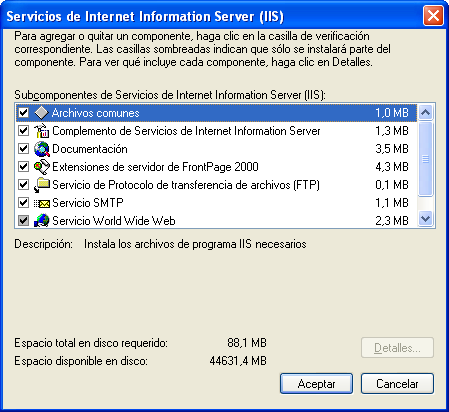 Servicios de Internet Information Server (IIS)
Para agregar o quitar un componente, haga clic en la casilla de verificación
correspondiente. Las casillas sombreadas indican que sólo se instalará parte del
componente. Para ver qué incluye cada componente, haga clic en Detalles.
Subcomponentes de Servicios de Internet Information Server (IIS):
Archivos comunes 1,0 MB
Complemento de Servicios de Internet Information Server 1,3 MB
Documentación 3,5 MB
Extensiones de servidor de FrontPage 2000 4,3 MB
Servicio de Protocolo de transferencia de archivos (FTP) 0,1 MB
Servicio SMTP 1,1 MB
Servicio World Wide Web 2,3 MB
Descripción: Instala los archivos de programa IIS necesarios
Espacio total en disco requerido: 88,1 MB
Espacio disponible en disco: 44631,4 MB
Detalles...
Aceptar Cancelar